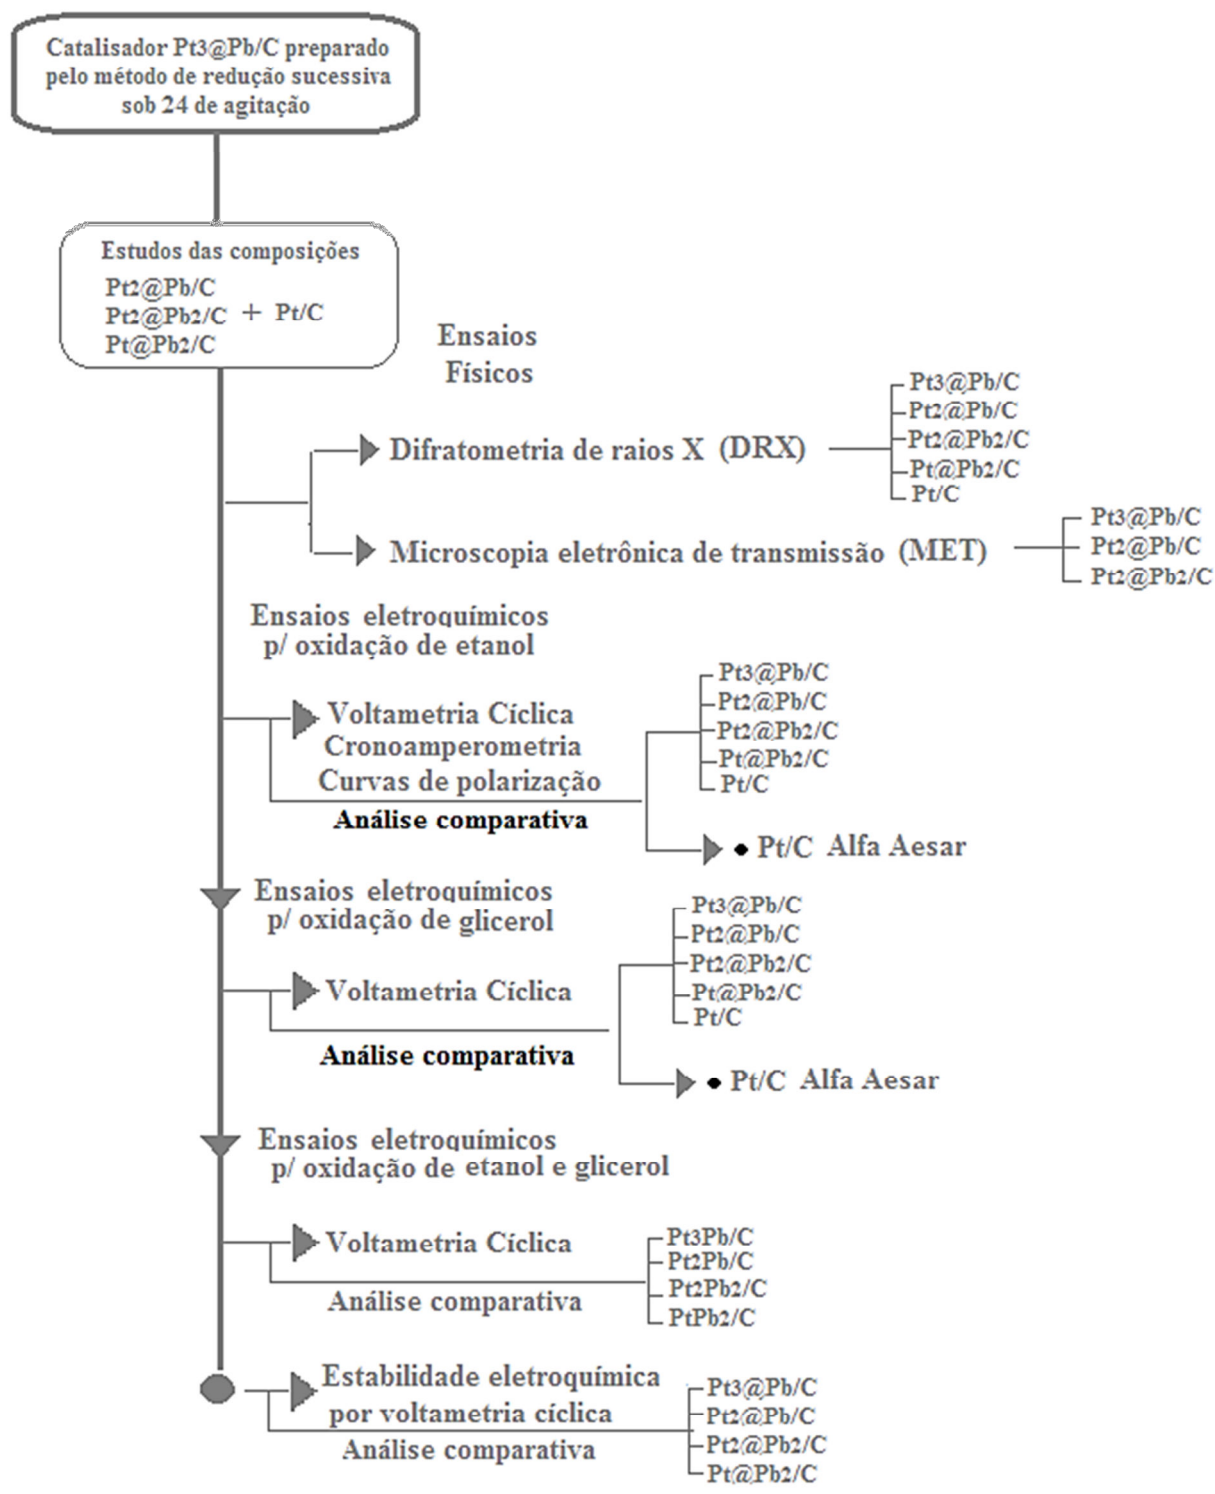 Catalisador Pt3@Pb/C preparado
pelo método de redução sucessiva
sob 24 de agitação
Estudos das composições
Pt2@Pb/C
Pt2@Pb2/C + Pt/C
Pt@Pb2/C
Ensaios
Físicos
Difratometria de raios X (DRX)
Pt3@Pb/C
Pt2@Pb/C
Pt2@Pb2/C
Pt@Pb2/C
Pt/C
Microscopia eletrônica de transmissão (MET)
Pt3@Pb/C
Pt2@Pb/C
Pt2@Pb2/C
Ensaios eletroquímicos
p/ oxidação de etanol
Voltametria Cíclica
Cronoamperometria
Curvas de polarização
Análise comparativa
Pt3@Pb/C
Pt2@Pb/C
Pt2@Pb2/C
Pt@Pb2/C
Pt/C
• Pt/C Alfa Aesar
Ensaios eletroquímicos
p/ oxidação de glicerol
Voltametria Cíclica
Análise comparativa
Pt3@Pb/C
Pt2@Pb/C
Pt2@Pb2/C
Pt@Pb2/C
Pt/C
• Pt/C Alfa Aesar
Ensaios eletroquímicos
p/ oxidação de etanol e glicerol
Voltametria Cíclica
Análise comparativa
Pt3Pb/C
Pt2Pb/C
Pt2Pb2/C
PtPb2/C
Estabilidade eletroquímica
por voltametria cíclica
Análise comparativa
Pt3@Pb/C
Pt2@Pb/C
Pt2@Pb2/C
Pt@Pb2/C